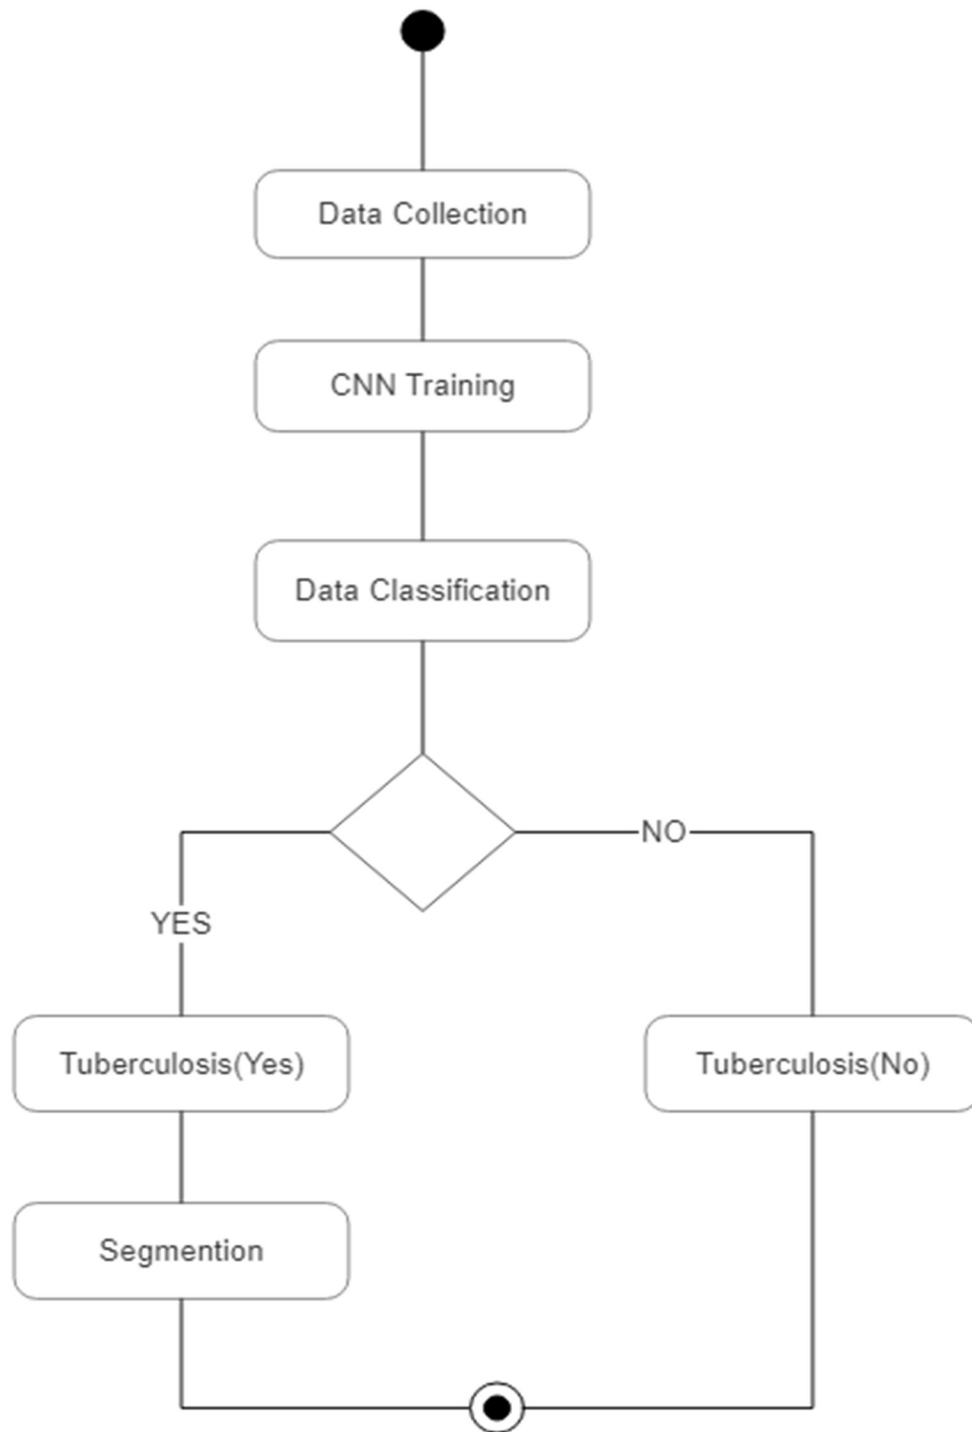 Data Collection
CNN Training
Data Classification
NO
YES
Tuberculosis(Yes)
Tuberculosis(No)
Segmention